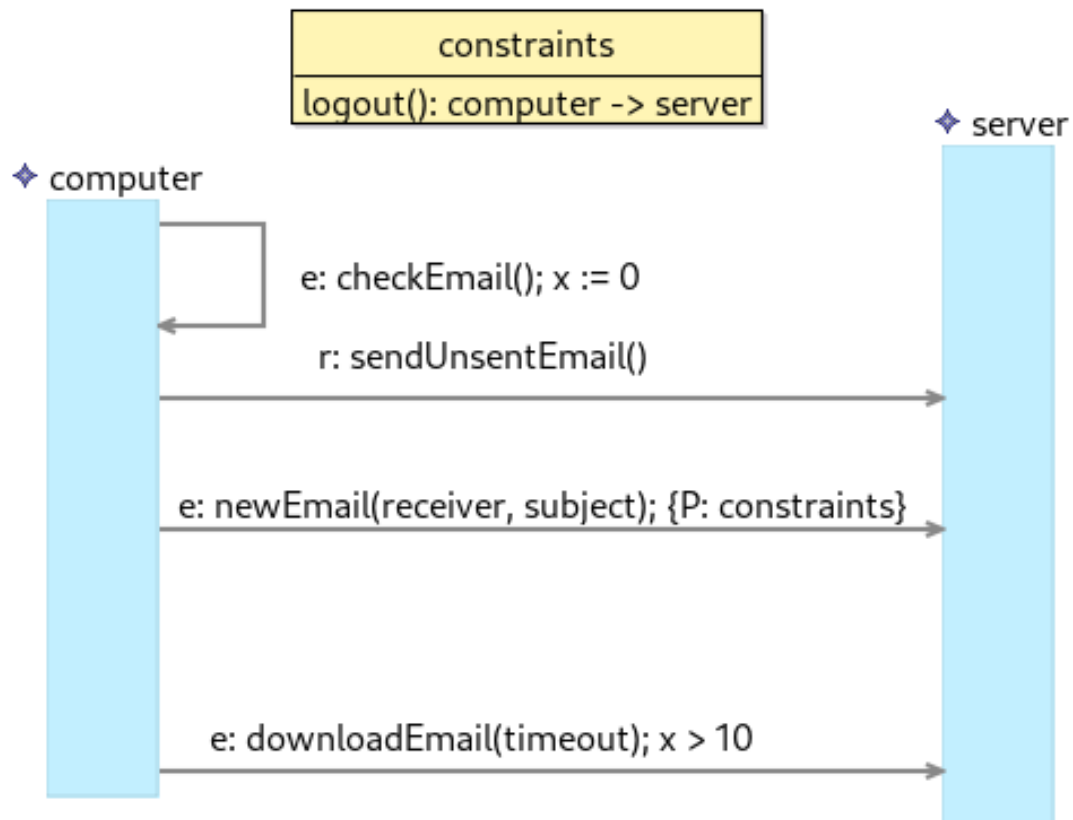 constraints
logout(): computer -> server
server
computer
e: checkEmail(); x := 0
r: sendUnsentEmail()
e: newEmail(receiver, subject); {P: constraints}
e: downloadEmail(timeout); x > 10